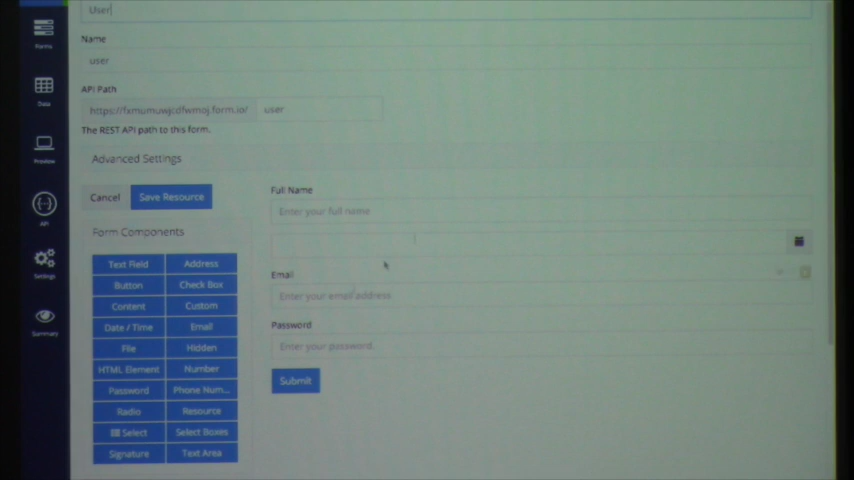 User
Forms
Name
user
Data
API Path
https://fxmumuwjcdfwmoj.form.io/ user
The REST API path to this form.
Preview
Advanced Settings
Cancel Save Resource
API
Form Components
Settings
Summary
Text Field Address
Button Check Box
Content Custom
Date / Time Email
File Hidden
HTML Element Number
Password Phone Num...
Radio Resource
Select Select Boxes
Signature Text Area
Full Name
Enter your full name
Email
Enter your email address
Password
Enter your password.
Submit